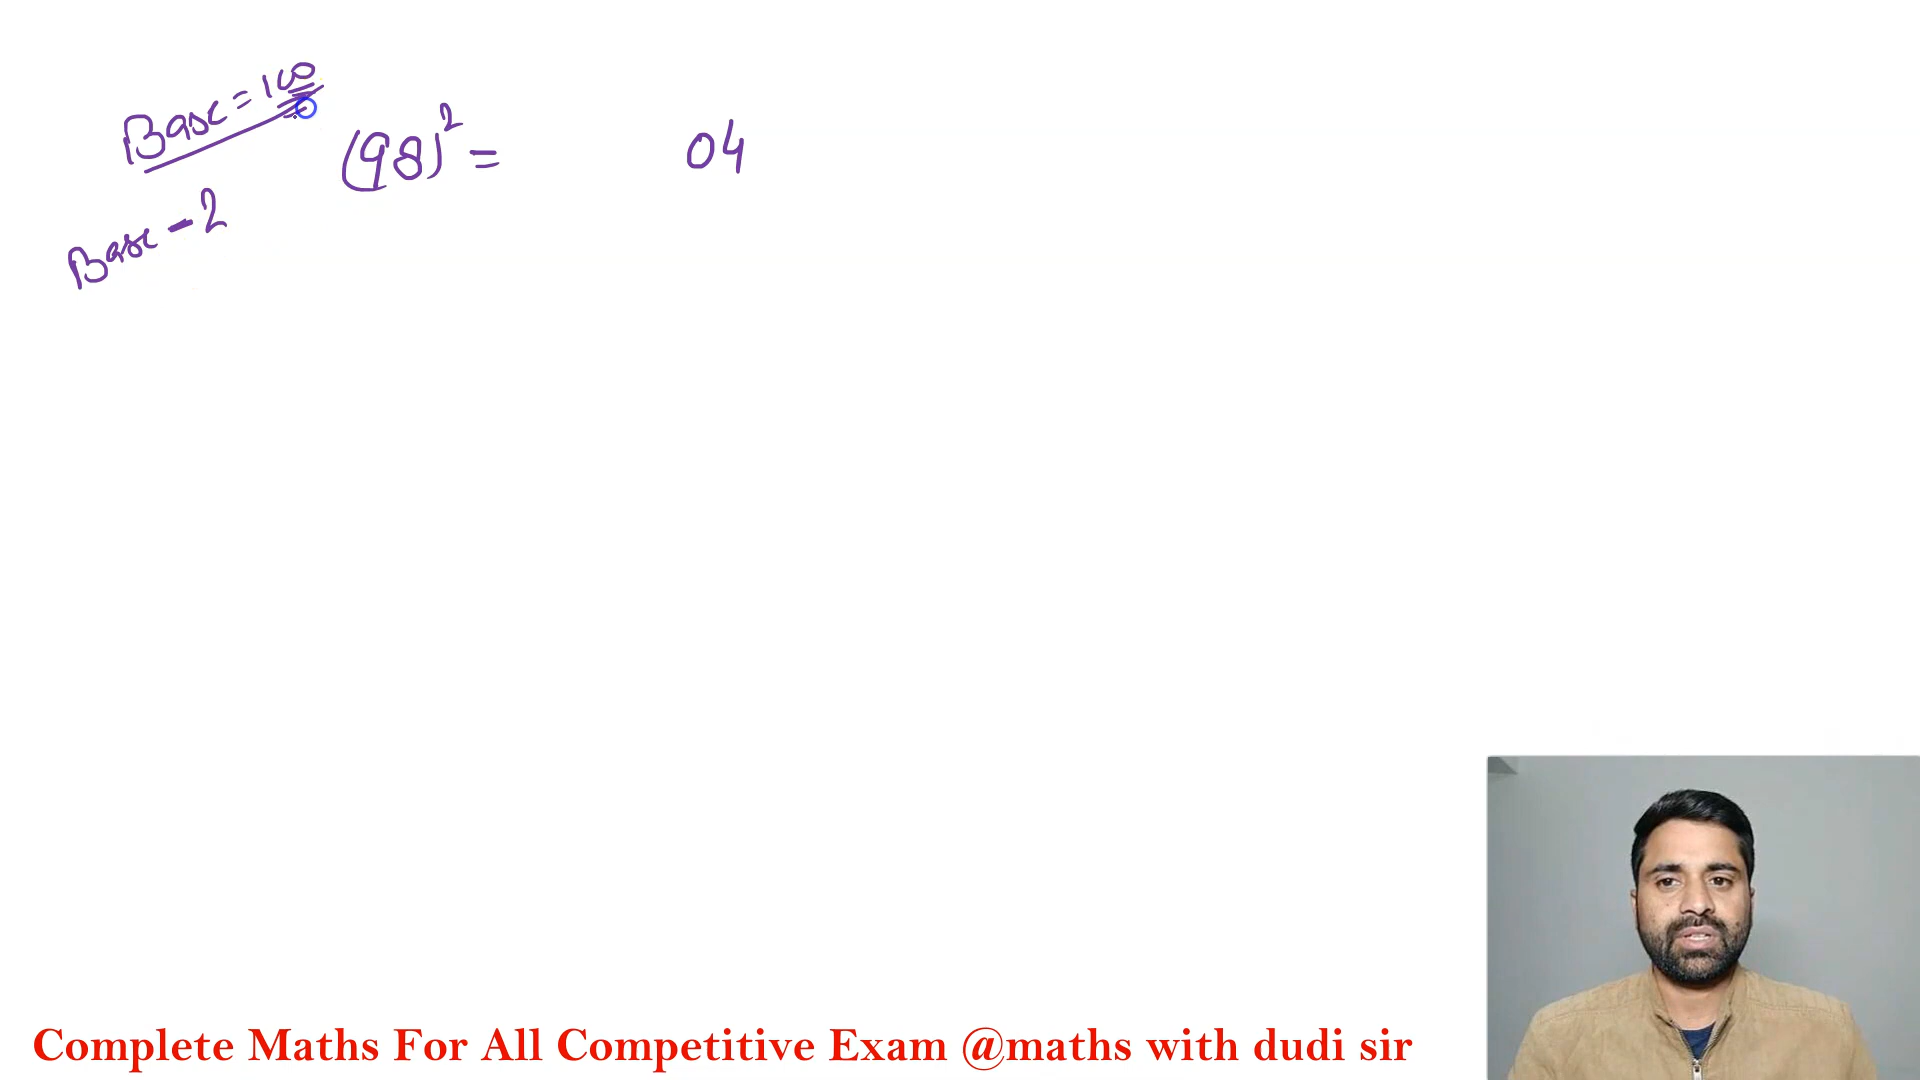 Base = 100
(98)² = 04
Base - 2
Complete Maths For All Competitive Exam @maths with dudi sir